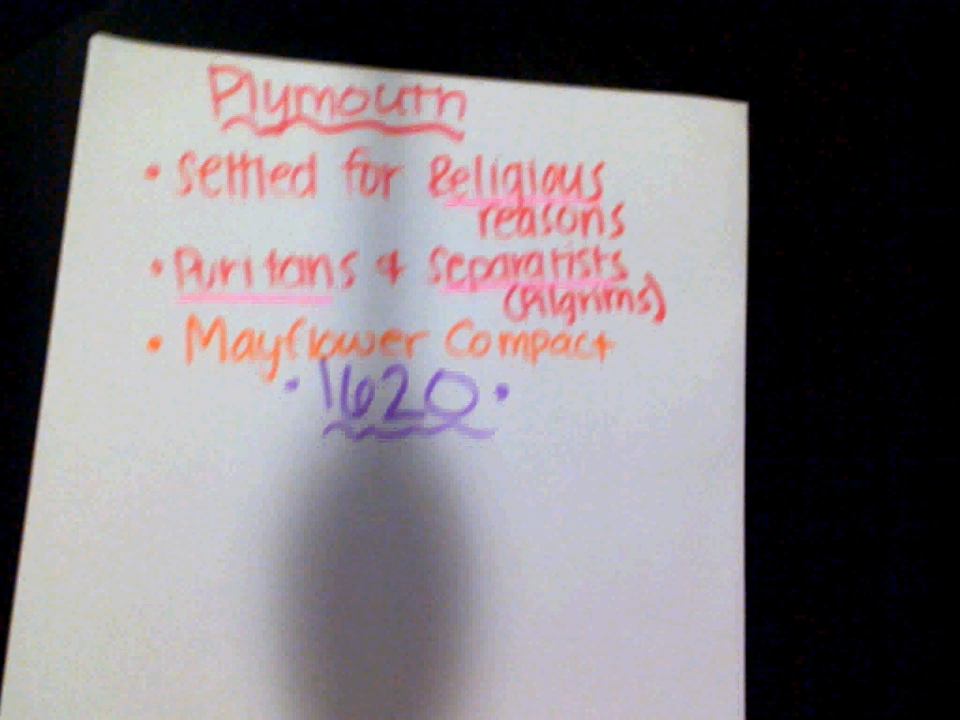 Plymouth
• Settled for Religious
reasons
• Puritans & Separatists
(Pilgrims)
• Mayflower Compact
• 1620 •